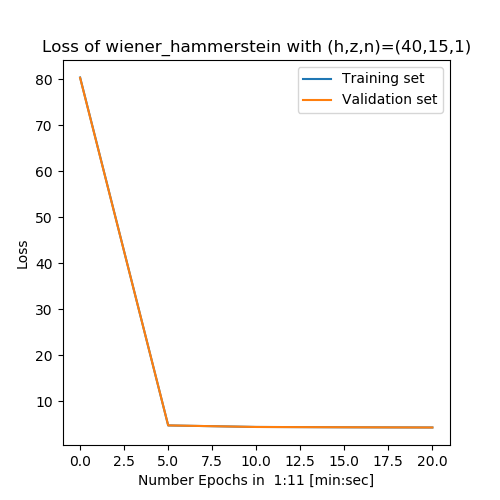 Loss of wiener_hammerstein with (h,z,n)=(40,15,1)
Training set
Validation set
80
70
60
50
40
30
20
10
Loss
0.0 2.5 5.0 7.5 10.0 12.5 15.0 17.5 20.0
Number Epochs in  1:11 [min:sec]